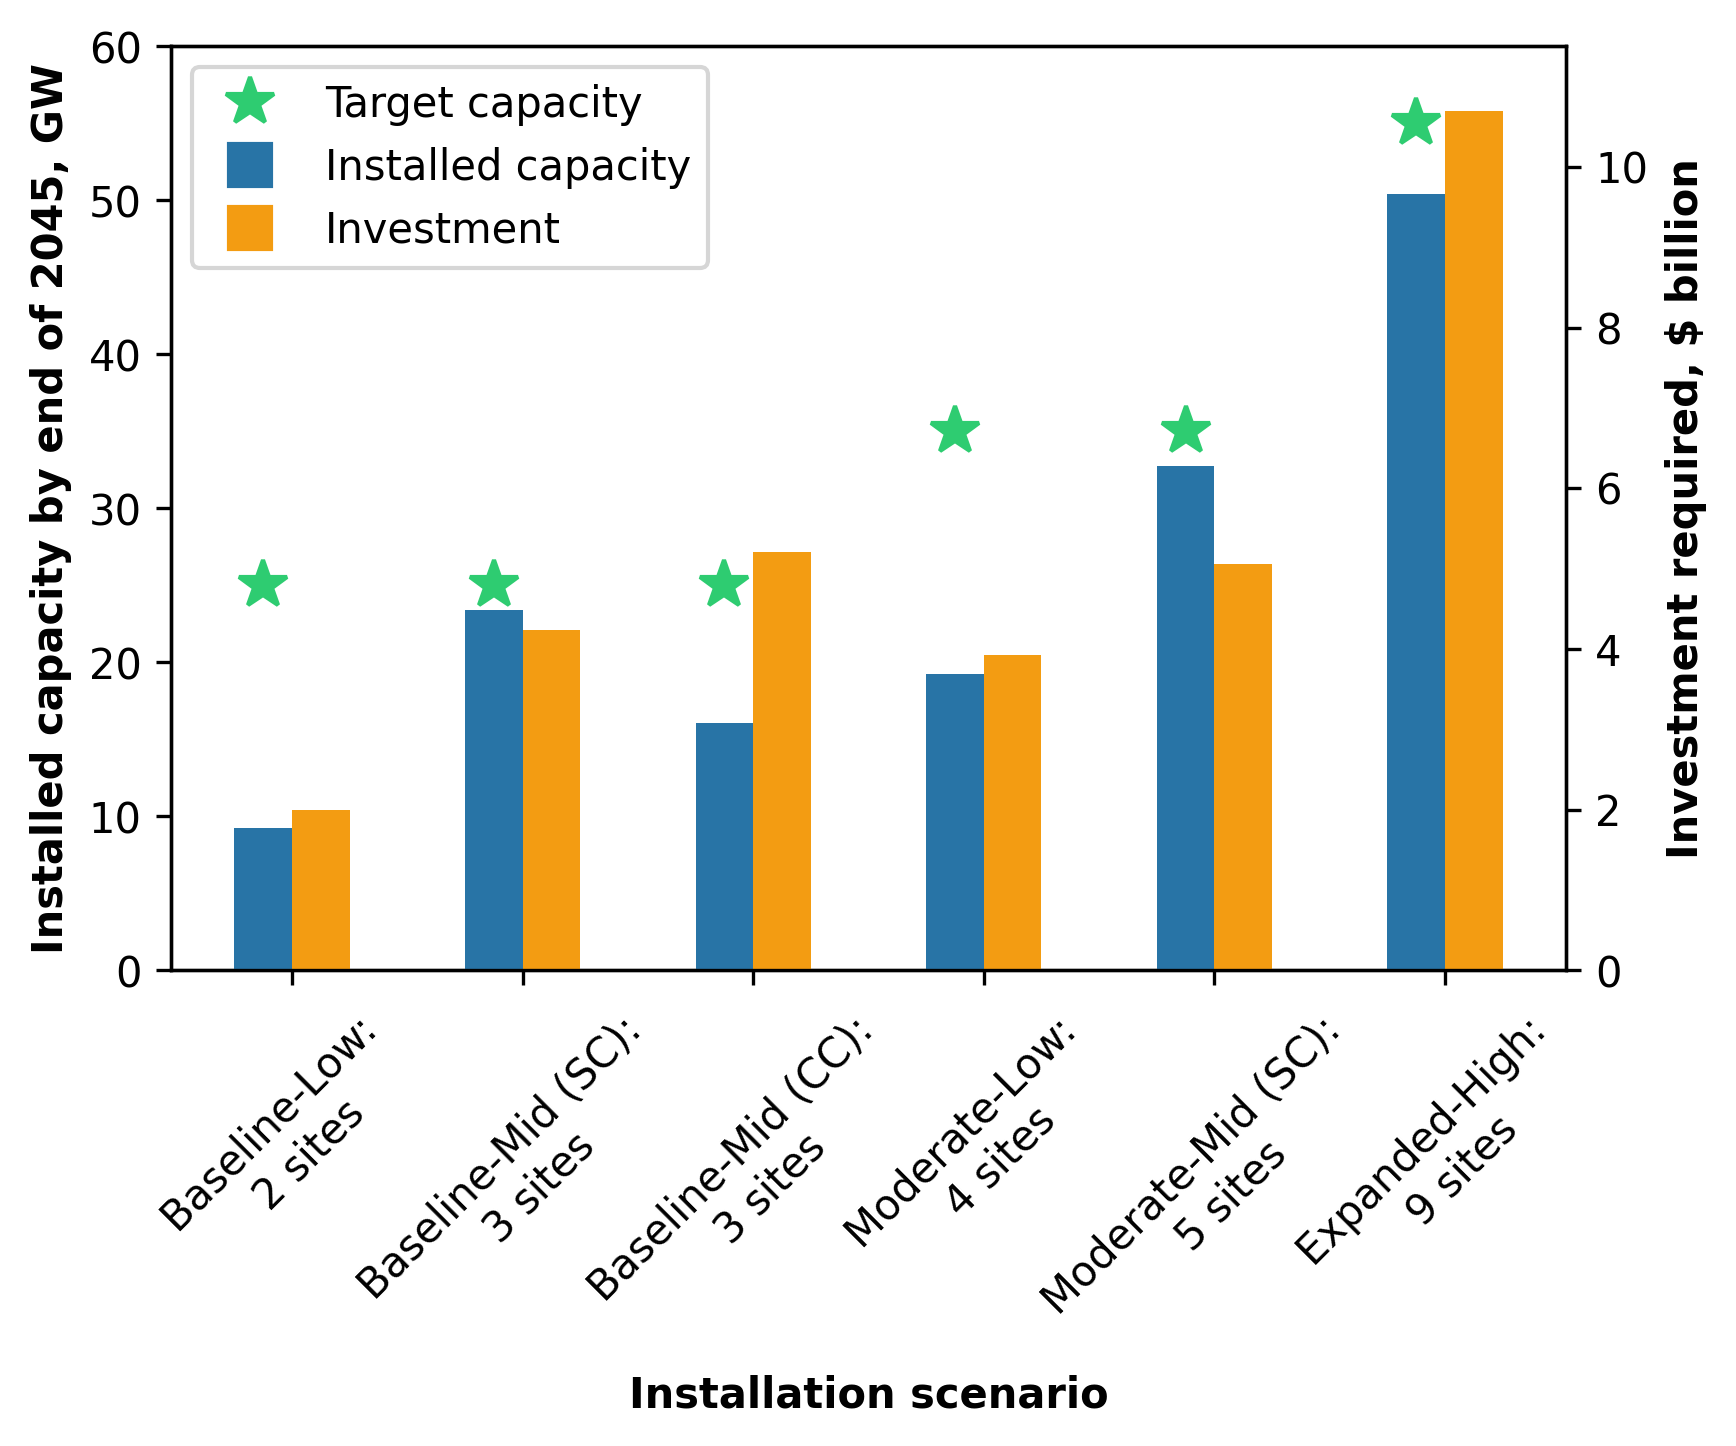 Target capacity
Installed capacity
Investment
Installed capacity by end of 2045, GW
60
50
40
30
20
10
0
Investment required, $ billion
10
8
6
4
2
0
Baseline-Low:
2 sites
Baseline-Mid (SC):
3 sites
Baseline-Mid (CC):
3 sites
Moderate-Low:
4 sites
Moderate-Mid (SC):
5 sites
Expanded-High:
9 sites
Installation scenario